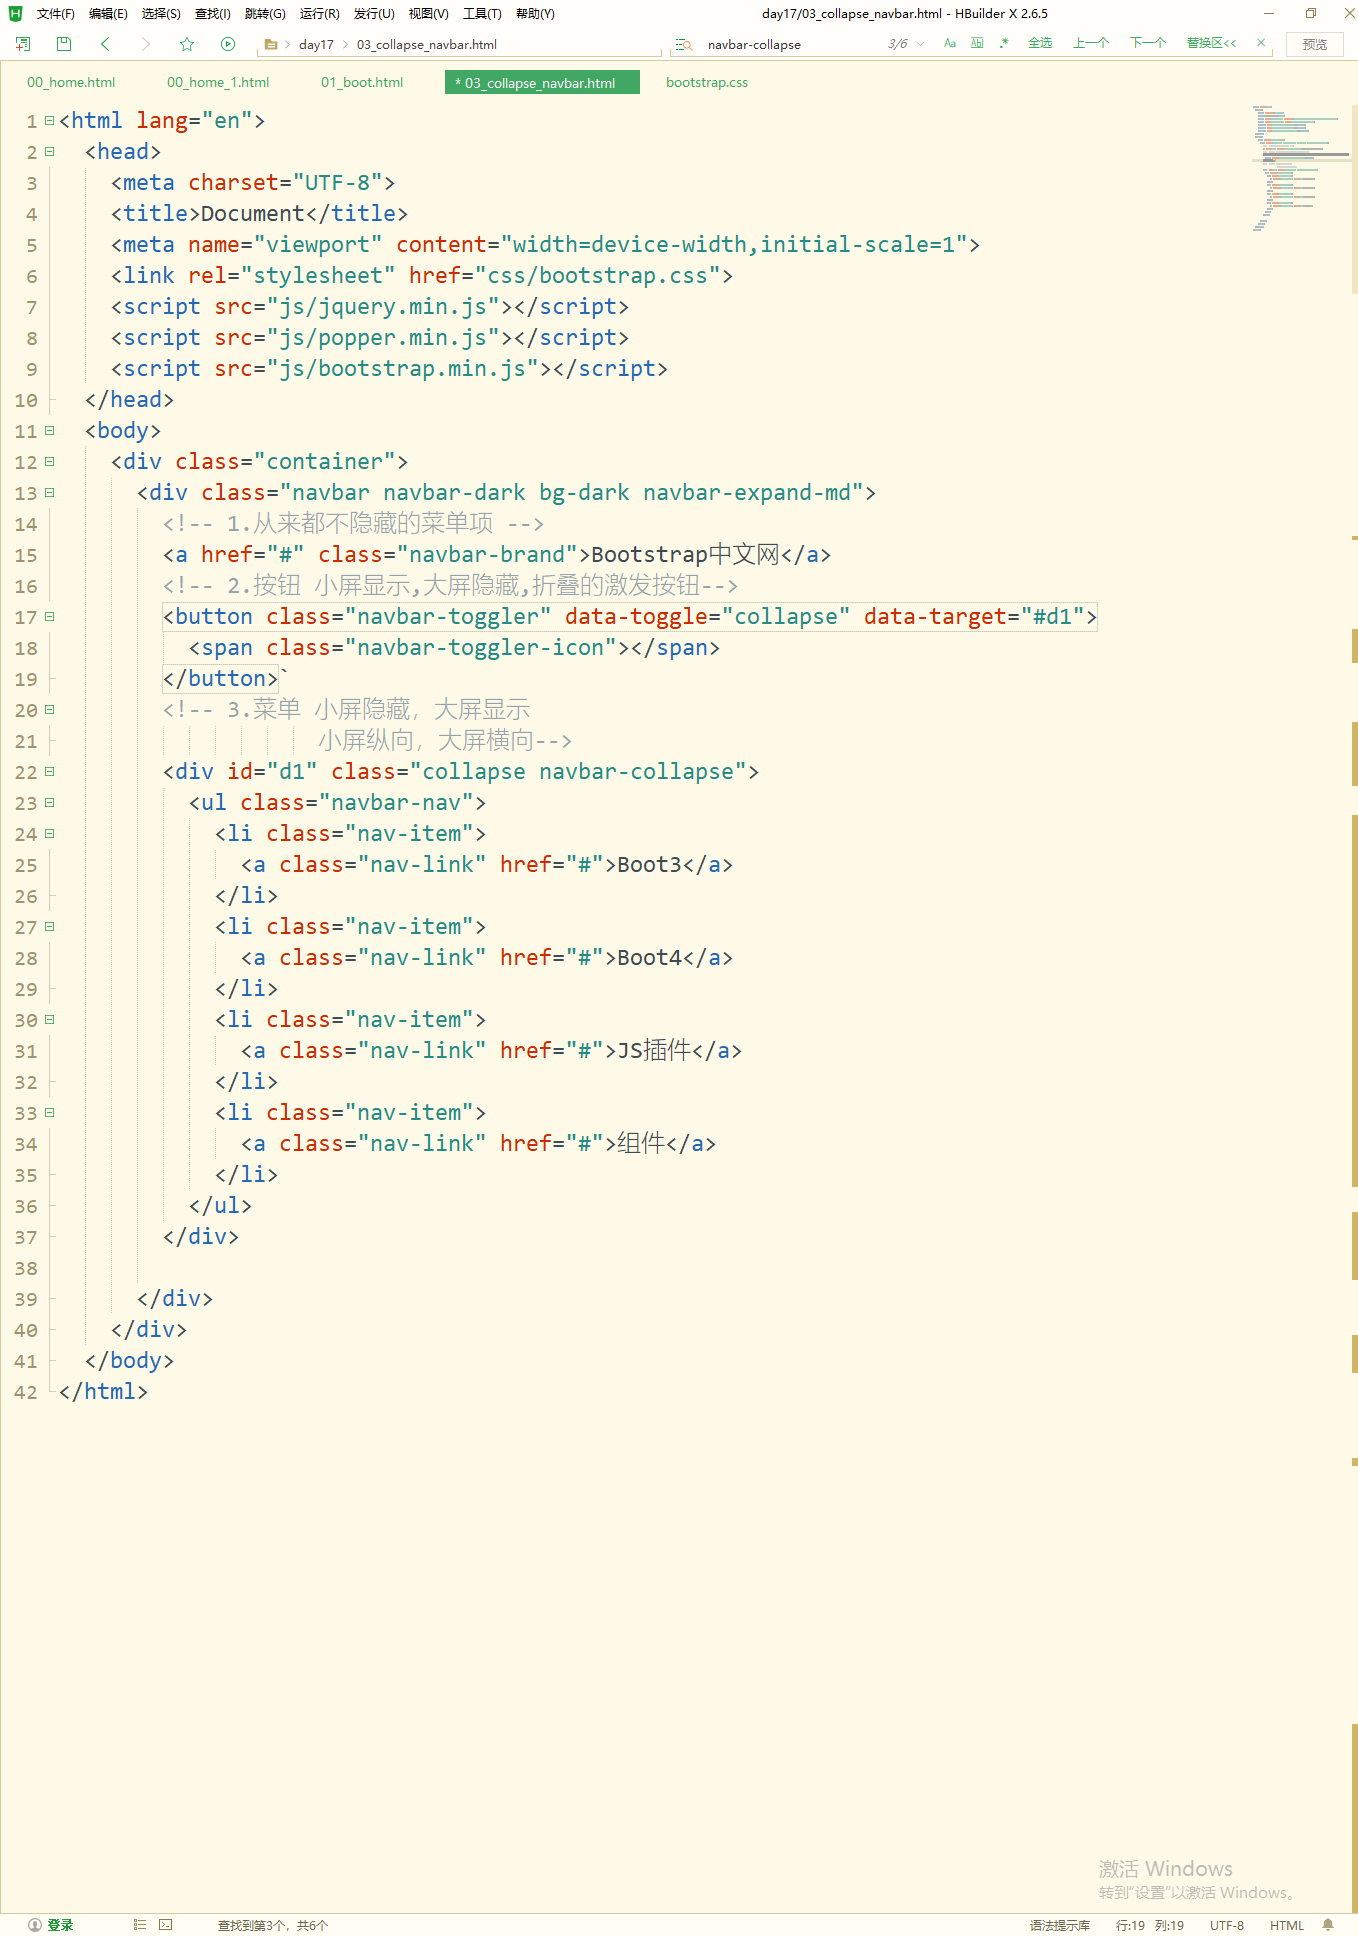 文件(F) 编辑(E) 选择(S) 查找(I) 跳转(G) 运行(R) 发行(U) 视图(V) 工具(T) 帮助(Y) day17/03_collapse_navbar.html - HBuilder X 2.6.5
day17 03_collapse_navbar.html navbar-collapse 3/6 Aa 全选 上一个 下一个 替换区<< 预览
00_home.html 00_home_1.html 01_boot.html * 03_collapse_navbar.html bootstrap.css
1 <html lang="en">
2 <head>
3 <meta charset="UTF-8">
4 <title>Document</title>
5 <meta name="viewport" content="width=device-width,initial-scale=1">
6 <link rel="stylesheet" href="css/bootstrap.css">
7 <script src="js/jquery.min.js"></script>
8 <script src="js/popper.min.js"></script>
9 <script src="js/bootstrap.min.js"></script>
10 </head>
11 <body>
12 <div class="container">
13 <div class="navbar navbar-dark bg-dark navbar-expand-md">
14 <!-- 1.从来都不隐藏的菜单项 -->
15 <a href="#" class="navbar-brand">Bootstrap中文网</a>
16 <!-- 2.按钮 小屏显示,大屏隐藏,折叠的激发按钮-->
17 <button class="navbar-toggler" data-toggle="collapse" data-target="#d1">
18 <span class="navbar-toggler-icon"></span>
19 </button>`
20 <!-- 3.菜单 小屏隐藏，大屏显示
21 小屏纵向，大屏横向-->
22 <div id="d1" class="collapse navbar-collapse">
23 <ul class="navbar-nav">
24 <li class="nav-item">
25 <a class="nav-link" href="#">Boot3</a>
26 </li>
27 <li class="nav-item">
28 <a class="nav-link" href="#">Boot4</a>
29 </li>
30 <li class="nav-item">
31 <a class="nav-link" href="#">JS插件</a>
32 </li>
33 <li class="nav-item">
34 <a class="nav-link" href="#">组件</a>
35 </li>
36 </ul>
37 </div>
38
39 </div>
40 </div>
41 </body>
42 </html>
激活 Windows
转到"设置"以激活 Windows。
登录 查找到第3个，共6个 语法提示库 行:19 列:19 UTF-8 HTML